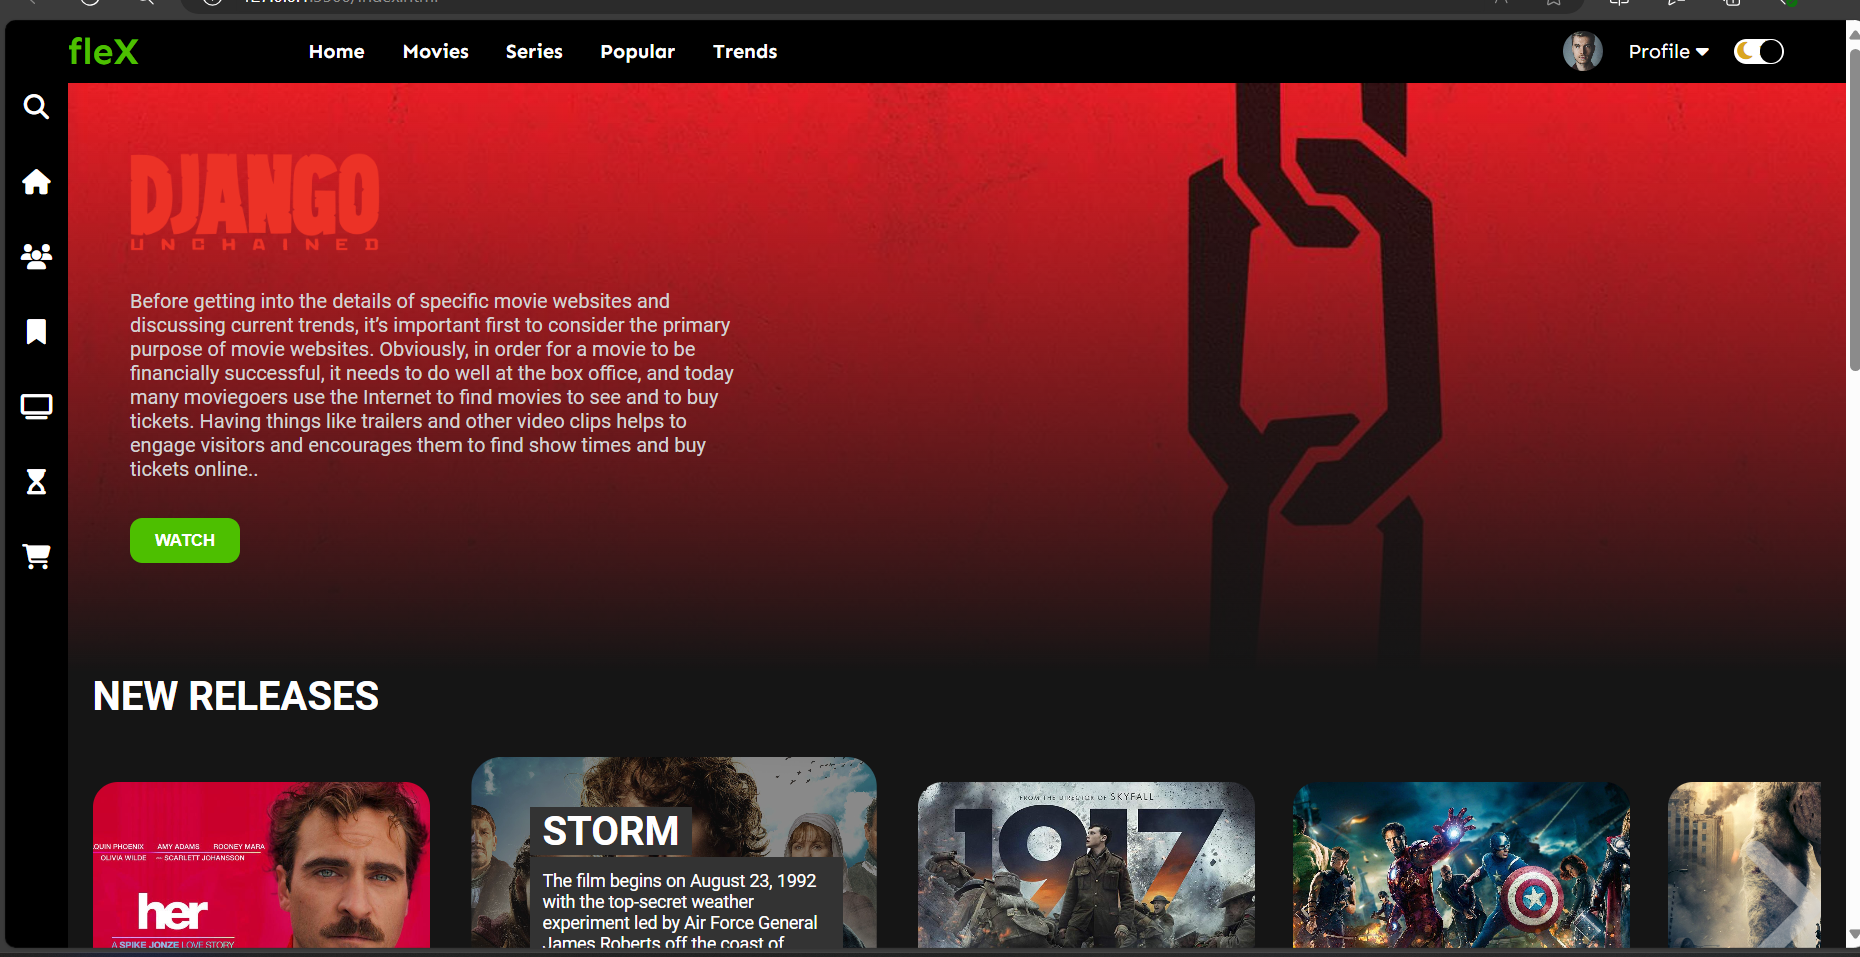 fleX
Home Movies Series Popular Trends
Profile
DJANGO
UNCHAINED
Before getting into the details of specific movie websites and
discussing current trends, it’s important first to consider the primary
purpose of movie websites. Obviously, in order for a movie to be
financially successful, it needs to do well at the box office, and today
many moviegoers use the Internet to find movies to see and to buy
tickets. Having things like trailers and other video clips helps to
engage visitors and encourages them to find show times and buy
tickets online..
WATCH
NEW RELEASES
QUIN PHOENIX AMY ADAMS ROONEY MARA
OLIVIA WILDE SCARLETT JOHANSSON
her
A SPIKE JONZE LOVE STORY
STORM
The film begins on August 23, 1992
with the top-secret weather
experiment led by Air Force General
James Roberts off the coast of
FROM THE DIRECTOR OF SKYFALL
1917